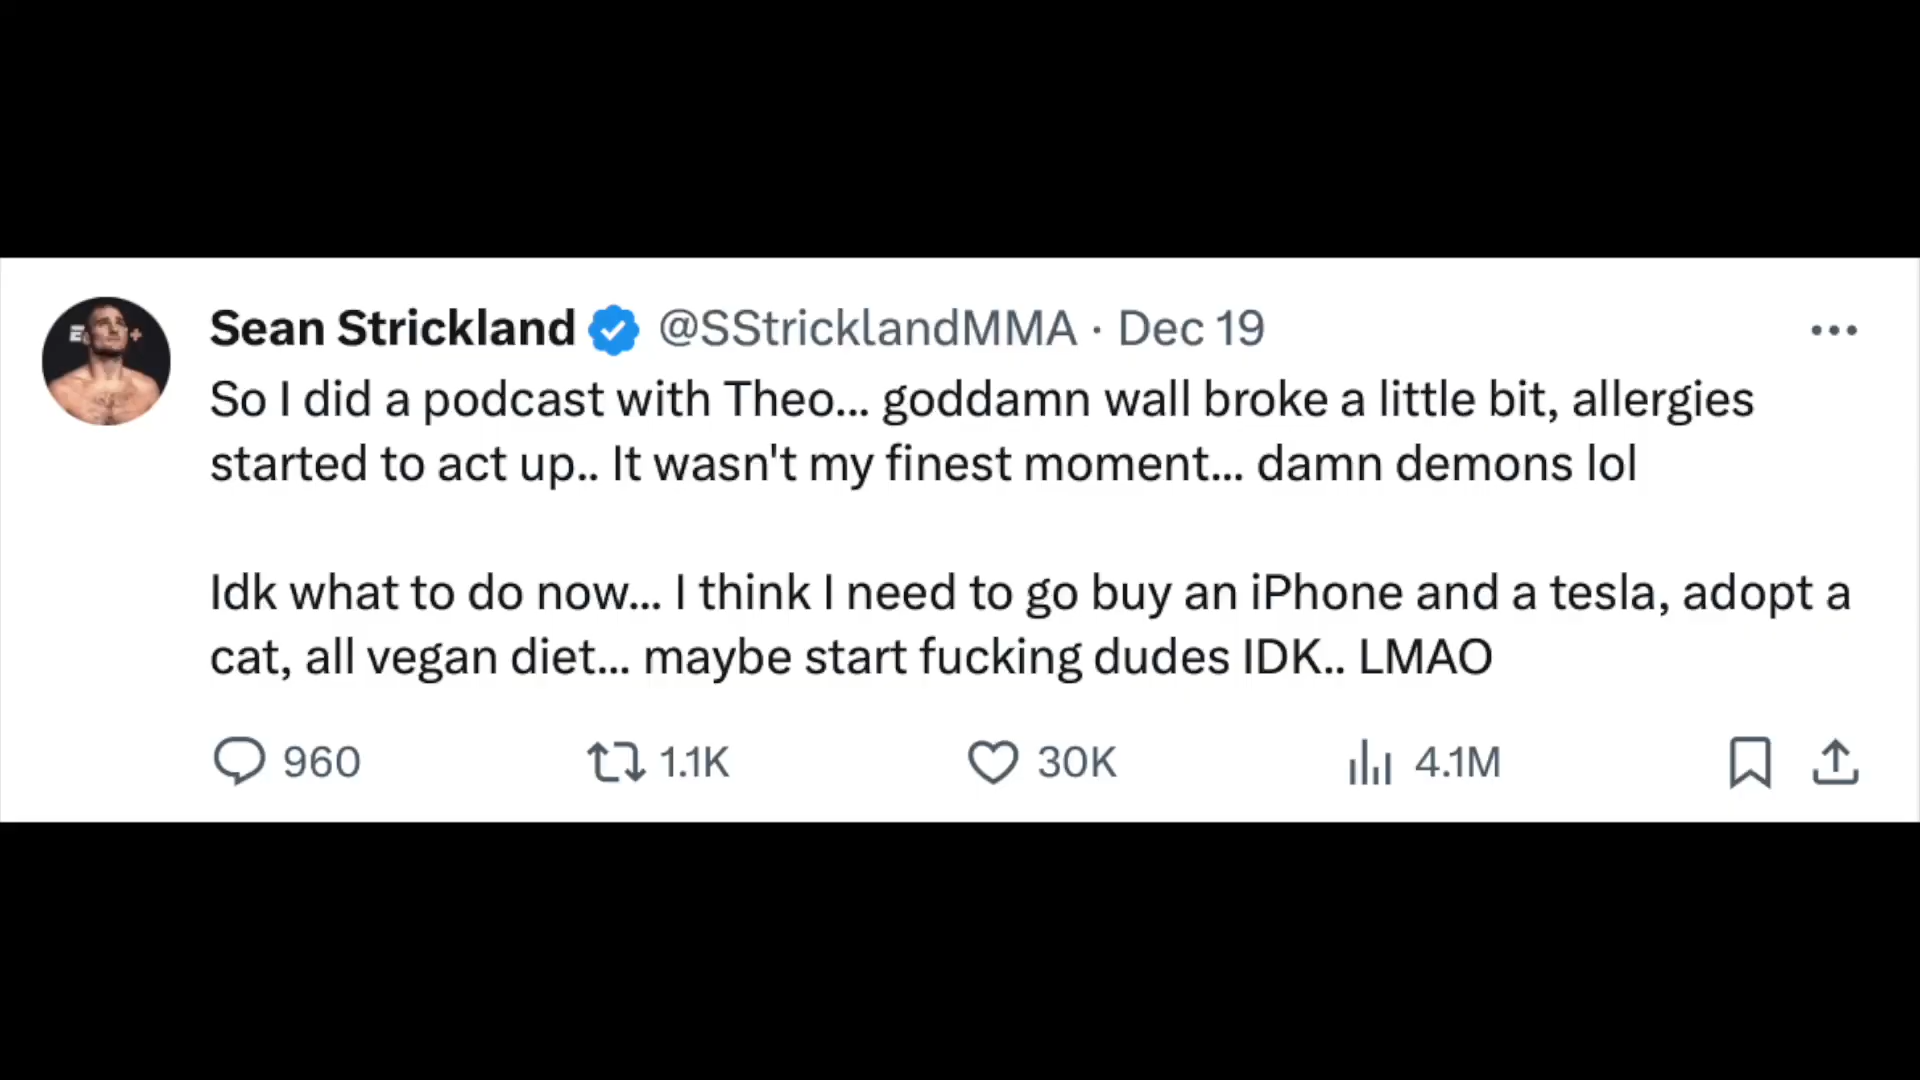 Sean Strickland @SStricklandMMA · Dec 19
So I did a podcast with Theo... goddamn wall broke a little bit, allergies
started to act up.. It wasn't my finest moment... damn demons lol
Idk what to do now... I think I need to go buy an iPhone and a tesla, adopt a
cat, all vegan diet... maybe start fucking dudes IDK.. LMAO
960 1.1K 30K 4.1M